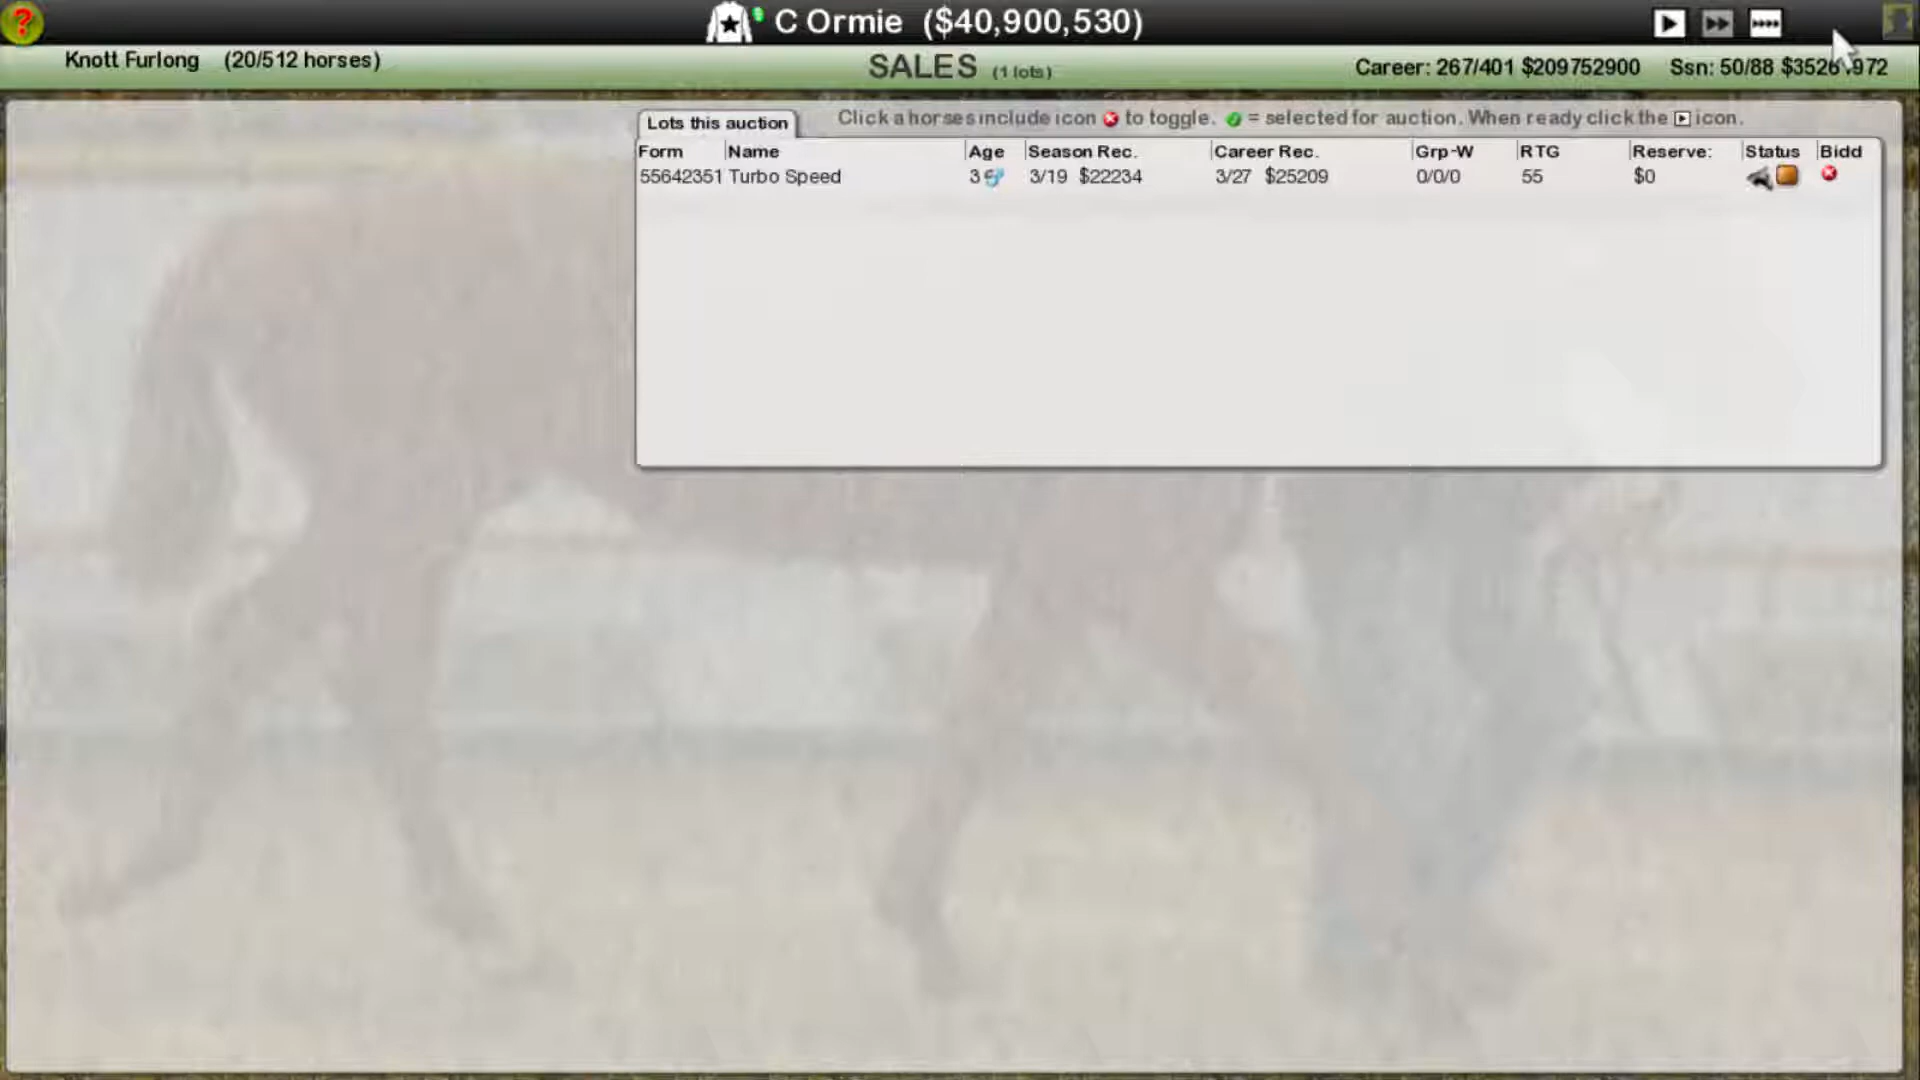 C Ormie ($40,900,530)
Knott Furlong (20/512 horses)
SALES (1 lots)
Career: 267/401 $209752900 Ssn: 50/88
Lots this auction
Click a horses include icon to toggle. = selected for auction. When ready click the icon.
Form Name Age Season Rec. Career Rec. Grp-W RTG Reserve: Status Bidd
55642351 Turbo Speed 3 3/19 $22234 3/27 $25209 0/0/0 55 $0